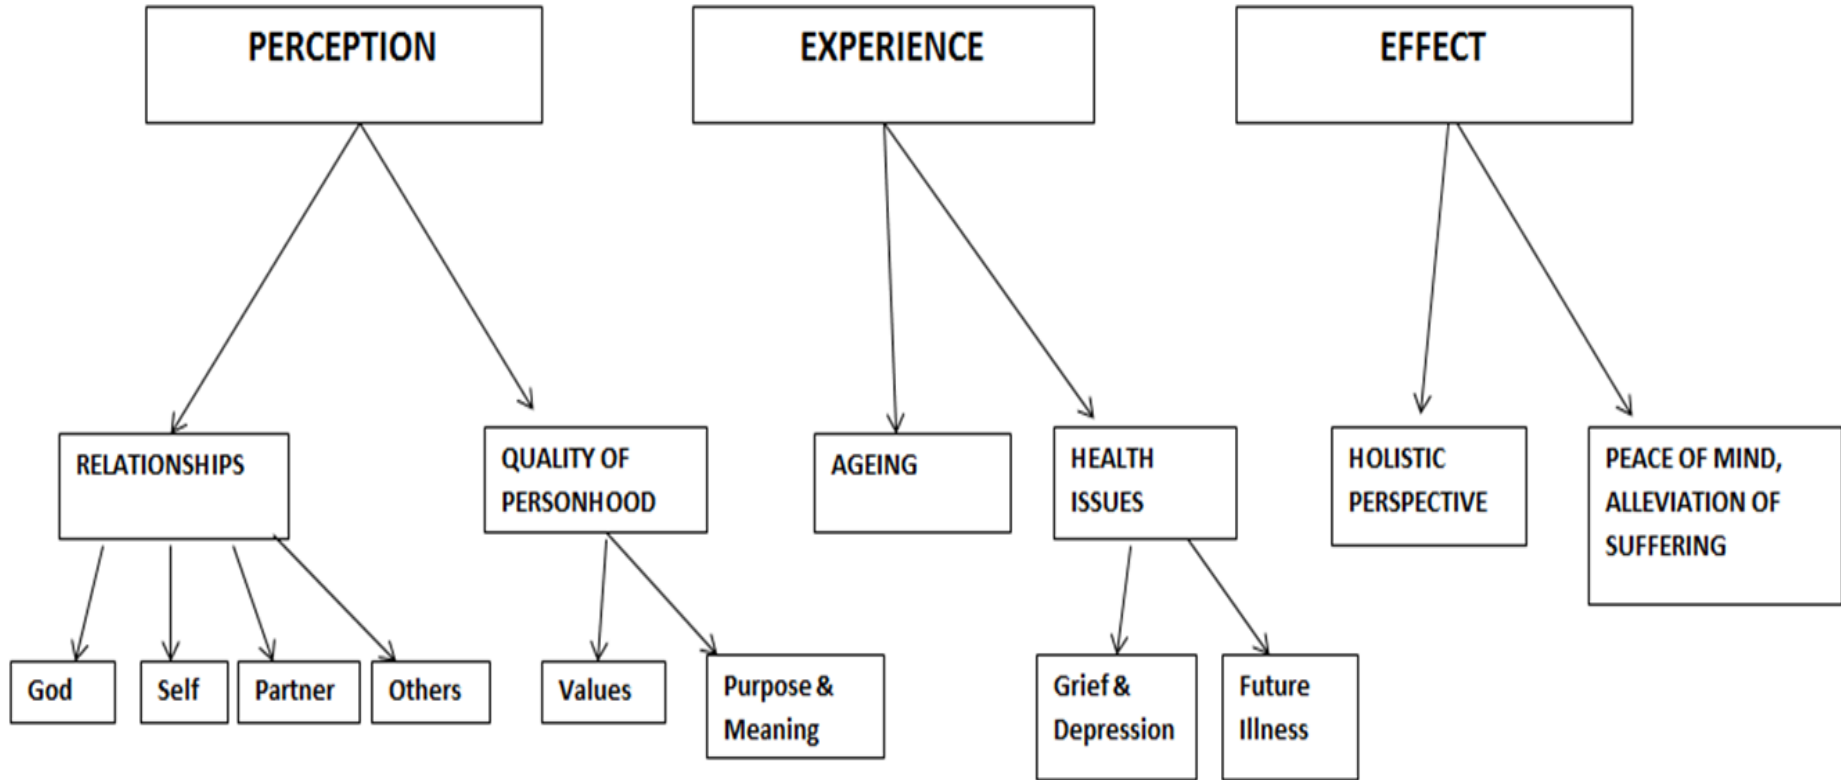 PERCEPTION
EXPERIENCE
EFFECT
RELATIONSHIPS
QUALITY OF
PERSONHOOD
AGEING
HEALTH
ISSUES
HOLISTIC
PERSPECTIVE
PEACE OF MIND,
ALLEVIATION OF
SUFFERING
God
Self
Partner
Others
Values
Purpose &
Meaning
Grief &
Depression
Future
Illness